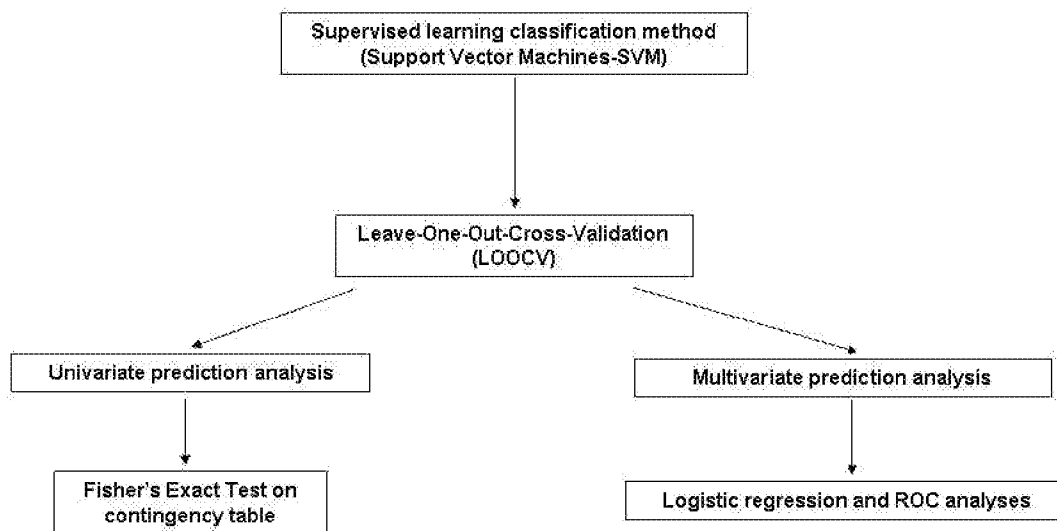 Supervised learning classification method
(Support Vector Machines-SVM)
Leave-One-Out-Cross-Validation
(LOOCV)
Univariate prediction analysis
Multivariate prediction analysis
Fisher's Exact Test on
contingency table
Logistic regression and ROC analyses